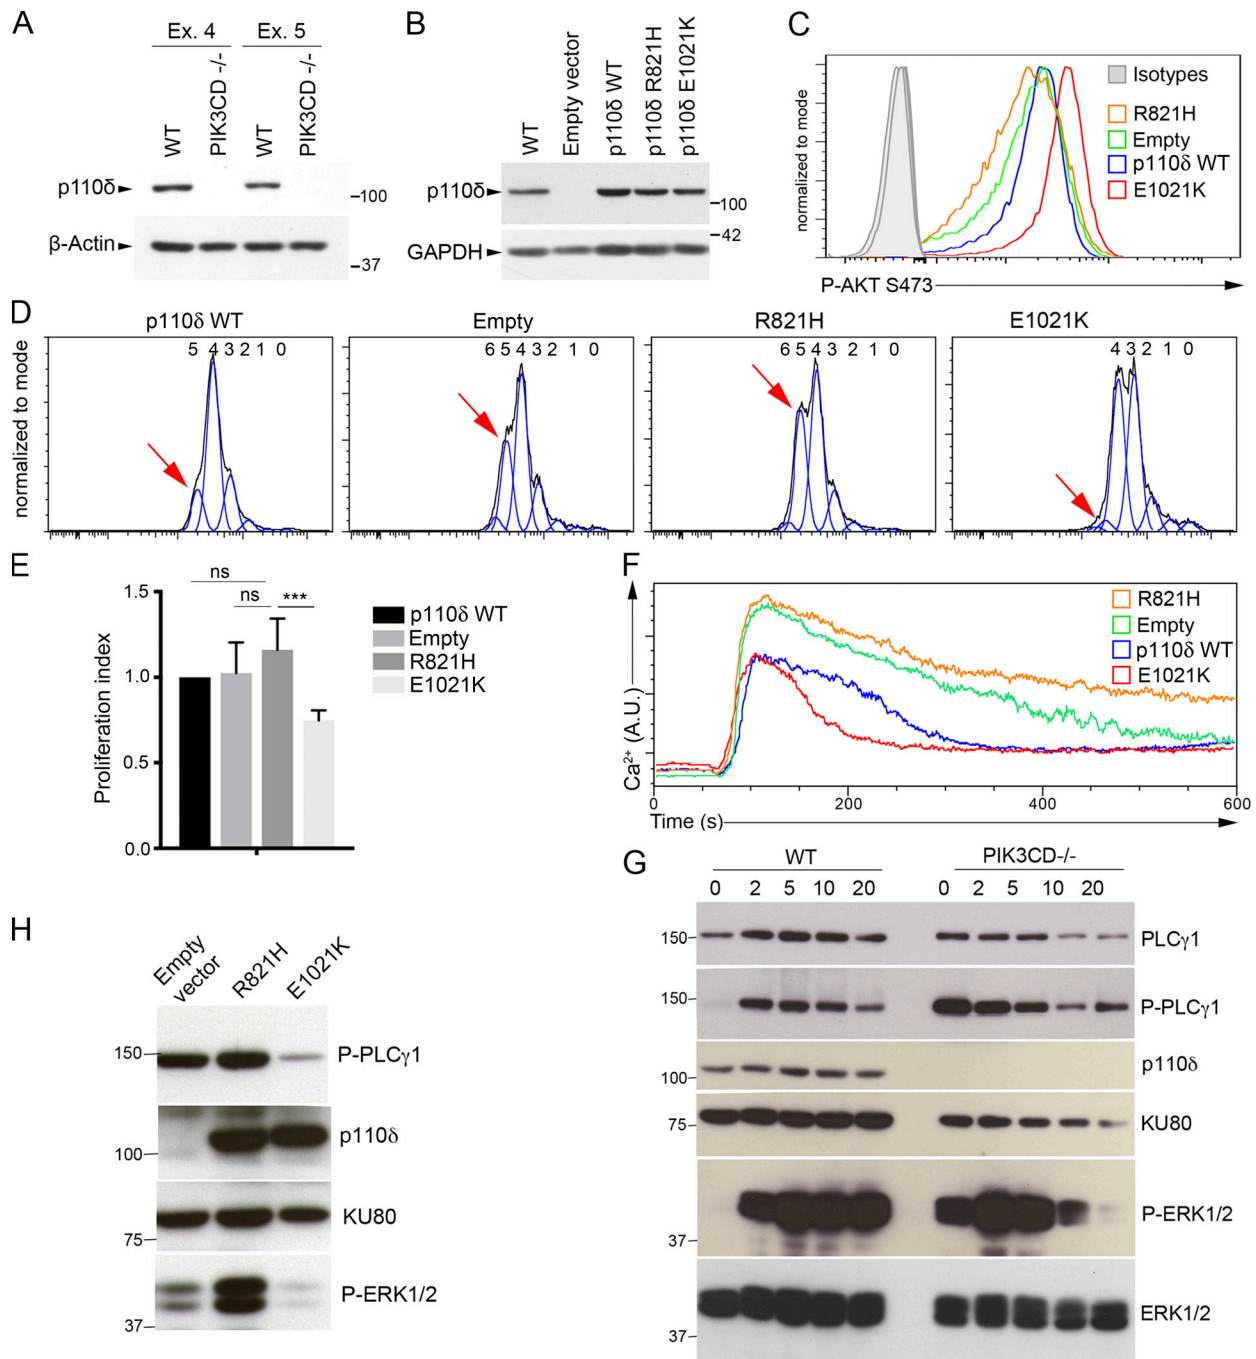 A
Ex. 4 Ex. 5
WT PIK3CD -/- WT PIK3CD -/-
p110δ
–100
β-Actin
–37
B
WT Empty vector p110δ WT p110δ R821H p110δ E1021K
p110δ
–100
–42
GAPDH
–37
C
normalized to mode
Isotypes
R821H
Empty
p110δ WT
E1021K
P-AKT S473
D
p110δ WT Empty R821H E1021K
5 4 3 2 1 0 6 5 4 3 2 1 0 6 5 4 3 2 1 0 4 3 2 1 0
normalized to mode
E
ns
ns ***
1.5
1.0
0.5
0.0
Proliferation index
p110δ WT
Empty
R821H
E1021K
F
R821H
Empty
p110δ WT
E1021K
Ca²⁺ (A.U.)
0 200 400 600
Time (s)
G
WT PIK3CD-/-
0 2 5 10 20 0 2 5 10 20
150– PLCγ1
150– P-PLCγ1
p110δ
100–
75– KU80
P-ERK1/2
37–
ERK1/2
37–
H
Empty vector R821H E1021K
150– P-PLCγ1
p110δ
100–
KU80
75–
P-ERK1/2
37–